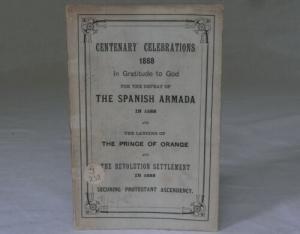 CENTENARY CELEBRATIONS
1888
In Gratitude to God
FOR THE DEFEAT OF
THE SPANISH ARMADA
IN 1588
AND
THE LANDING OF
THE PRINCE OF ORANGE
AND
THE REVOLUTION SETTLEMENT
IN 1688
SECURING PROTESTANT ASCENDENCY.